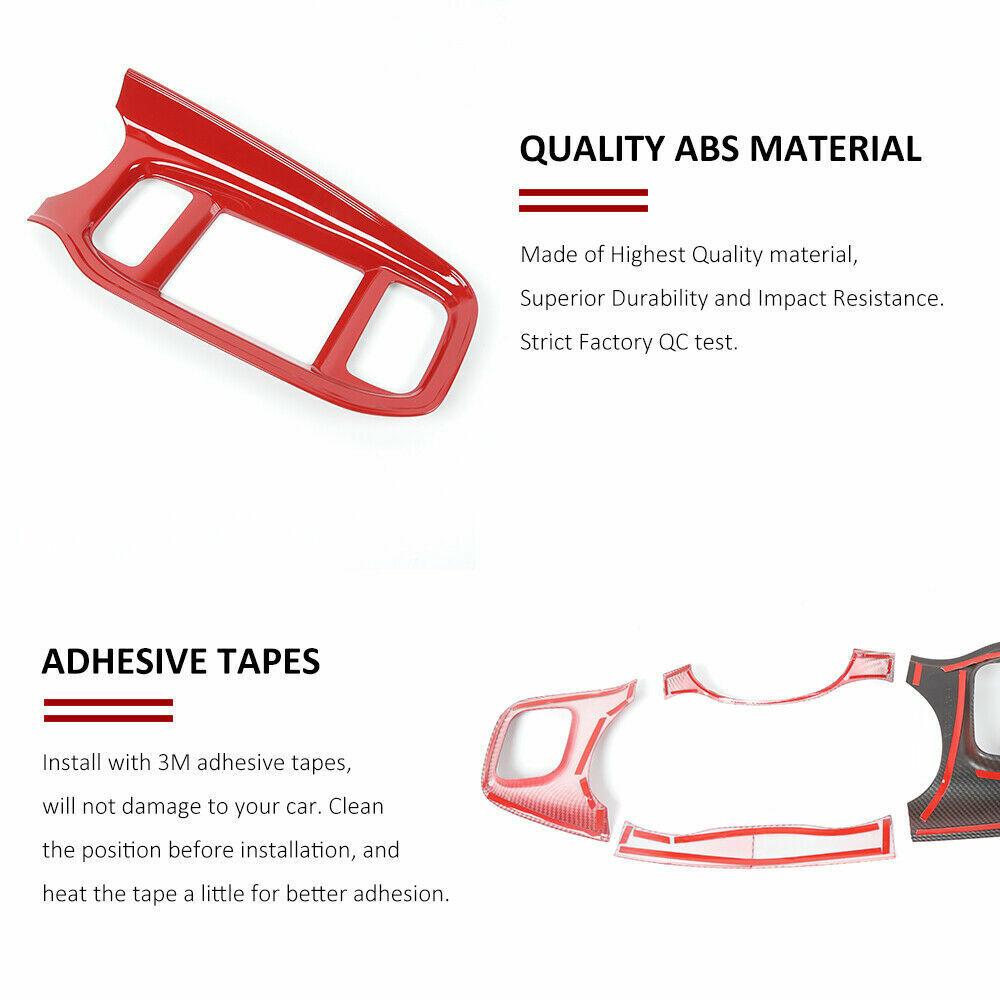 QUALITY ABS MATERIAL
Made of Highest Quality material,
Superior Durability and Impact Resistance.
Strict Factory QC test.
ADHESIVE TAPES
Install with 3M adhesive tapes,
will not damage to your car. Clean
the position before installation, and
heat the tape a little for better adhesion.